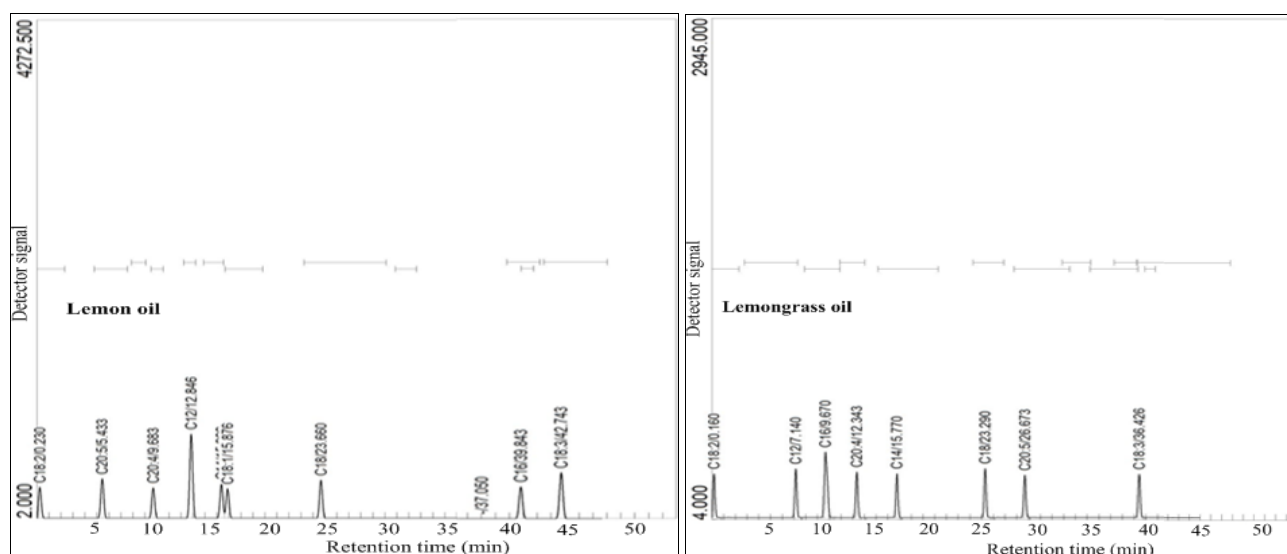 4272.500
Detector signal
2.000
Lemon oil
C18:2/0.230
C20:5/5.433
C20:4/9.683
C12/12.846
C18:1/15.876
C18/23.660
/37.050
C16/39.843
C18:3/42.743
5 10 15 20 25 30 35 40 45 50
Retention time (min)
2945.000
Detector signal
4.000
Lemongrass oil
C18:2/0.160
C12/7.140
C16/9.670
C20:4/12.343
C14/15.770
C18/23.290
C20:5/26.673
C18:3/36.426
5 10 15 20 25 30 35 40 45 50
Retention time (min)